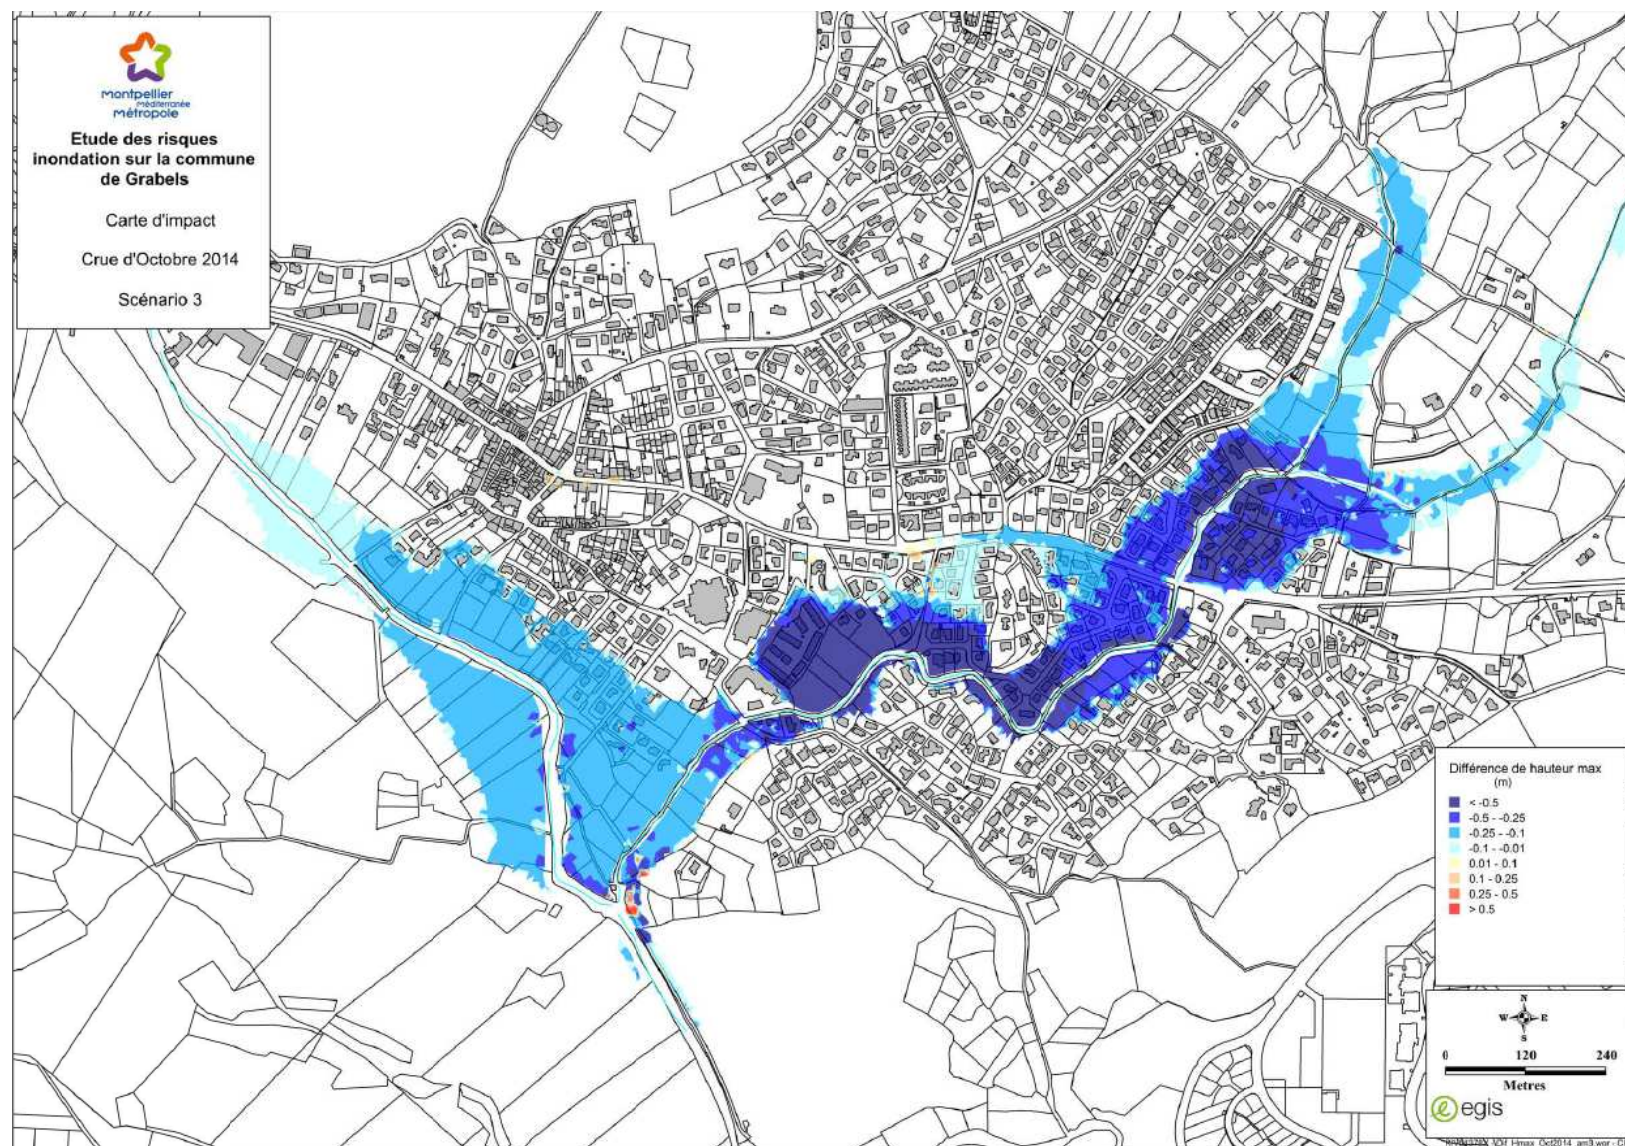 montpellier
méditerranée
métropole
Etude des risques
inondation sur la commune
de Grabels
Carte d'impact
Crue d'Octobre 2014
Scénario 3
Différence de hauteur max
(m)
< -0.5
-0.5 - -0.25
-0.25 - -0.1
-0.1 - -0.01
0.01 - 0.1
0.1 - 0.25
0.25 - 0.5
> 0.5
N
W E
S
0 120 240
Metres
egis